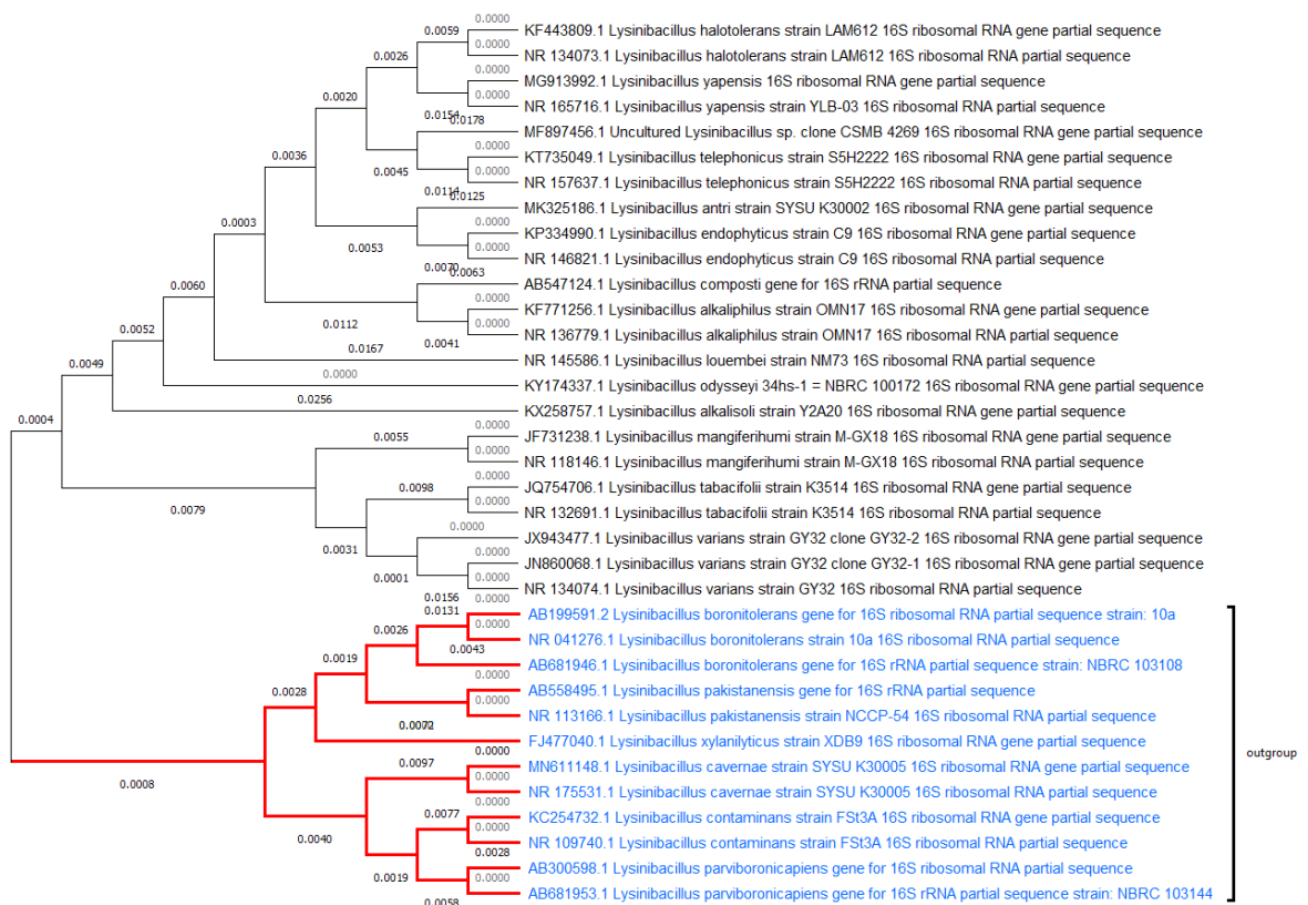 0.0000
0.0059 KF443809.1 Lysinibacillus halotolerans strain LAM612 16S ribosomal RNA gene partial sequence
0.0000
0.0026 NR 134073.1 Lysinibacillus halotolerans strain LAM612 16S ribosomal RNA partial sequence
0.0000
MG913992.1 Lysinibacillus yapensis 16S ribosomal RNA gene partial sequence
0.0020 0.0000
NR 165716.1 Lysinibacillus yapensis strain YLB-03 16S ribosomal RNA partial sequence
0.0154 0.0178
MF897456.1 Uncultured Lysinibacillus sp. clone CSMB 4269 16S ribosomal RNA gene partial sequence
0.0000
0.0036 KT735049.1 Lysinibacillus telephonicus strain S5H2222 16S ribosomal RNA gene partial sequence
0.0045 0.0000
NR 157637.1 Lysinibacillus telephonicus strain S5H2222 16S ribosomal RNA partial sequence
0.0114 0.0125
MK325186.1 Lysinibacillus antri strain SYSU K30002 16S ribosomal RNA gene partial sequence
0.0003 0.0000
KP334990.1 Lysinibacillus endophyticus strain C9 16S ribosomal RNA gene partial sequence
0.0053 0.0000
NR 146821.1 Lysinibacillus endophyticus strain C9 16S ribosomal RNA partial sequence
0.0070 0.0063
0.0060 AB547124.1 Lysinibacillus composti gene for 16S rRNA partial sequence
0.0000
KF771256.1 Lysinibacillus alkaliphilus strain OMN17 16S ribosomal RNA gene partial sequence
0.0112 0.0000
0.0052 NR 136779.1 Lysinibacillus alkaliphilus strain OMN17 16S ribosomal RNA partial sequence
0.0167 0.0041
NR 145586.1 Lysinibacillus louembei strain NM73 16S ribosomal RNA partial sequence
0.0049 0.0000
KY174337.1 Lysinibacillus odysseyi 34hs-1 = NBRC 100172 16S ribosomal RNA gene partial sequence
0.0256
KX258757.1 Lysinibacillus alkalisoli strain Y2A20 16S ribosomal RNA gene partial sequence
0.0004 0.0000
0.0055 JF731238.1 Lysinibacillus mangiferihumi strain M-GX18 16S ribosomal RNA gene partial sequence
0.0000
NR 118146.1 Lysinibacillus mangiferihumi strain M-GX18 16S ribosomal RNA partial sequence
0.0000
0.0098 JQ754706.1 Lysinibacillus tabacifolii strain K3514 16S ribosomal RNA gene partial sequence
0.0079 0.0000
NR 132691.1 Lysinibacillus tabacifolii strain K3514 16S ribosomal RNA partial sequence
0.0000
JX943477.1 Lysinibacillus varians strain GY32 clone GY32-2 16S ribosomal RNA gene partial sequence
0.0031 0.0000
JN860068.1 Lysinibacillus varians strain GY32 clone GY32-1 16S ribosomal RNA gene partial sequence
0.0001 0.0000
NR 134074.1 Lysinibacillus varians strain GY32 16S ribosomal RNA partial sequence
0.0156 0.0000
0.0131 AB199591.2 Lysinibacillus boronitolerans gene for 16S ribosomal RNA partial sequence strain: 10a
0.0026 0.0000
NR 041276.1 Lysinibacillus boronitolerans strain 10a 16S ribosomal RNA partial sequence
0.0019 0.0043
AB681946.1 Lysinibacillus boronitolerans gene for 16S rRNA partial sequence strain: NBRC 103108
0.0000
0.0028 AB558495.1 Lysinibacillus pakistanensis gene for 16S rRNA partial sequence
0.0000
NR 113166.1 Lysinibacillus pakistanensis strain NCCP-54 16S ribosomal RNA partial sequence
FJ477040.1 Lysinibacillus xylanilyticus strain XDB9 16S ribosomal RNA gene partial sequence
0.0000
outgroup
0.0097 MN611148.1 Lysinibacillus cavernae strain SYSU K30005 16S ribosomal RNA gene partial sequence
0.0008 0.0000
NR 175531.1 Lysinibacillus cavernae strain SYSU K30005 16S ribosomal RNA partial sequence
0.0000
0.0077 KC254732.1 Lysinibacillus contaminans strain FSt3A 16S ribosomal RNA gene partial sequence
0.0040 0.0000
NR 109740.1 Lysinibacillus contaminans strain FSt3A 16S ribosomal RNA partial sequence
0.0028
AB300598.1 Lysinibacillus parviboronicapiens gene for 16S ribosomal RNA partial sequence
0.0019 0.0000
AB681953.1 Lysinibacillus parviboronicapiens gene for 16S rRNA partial sequence strain: NBRC 103144
0.0058